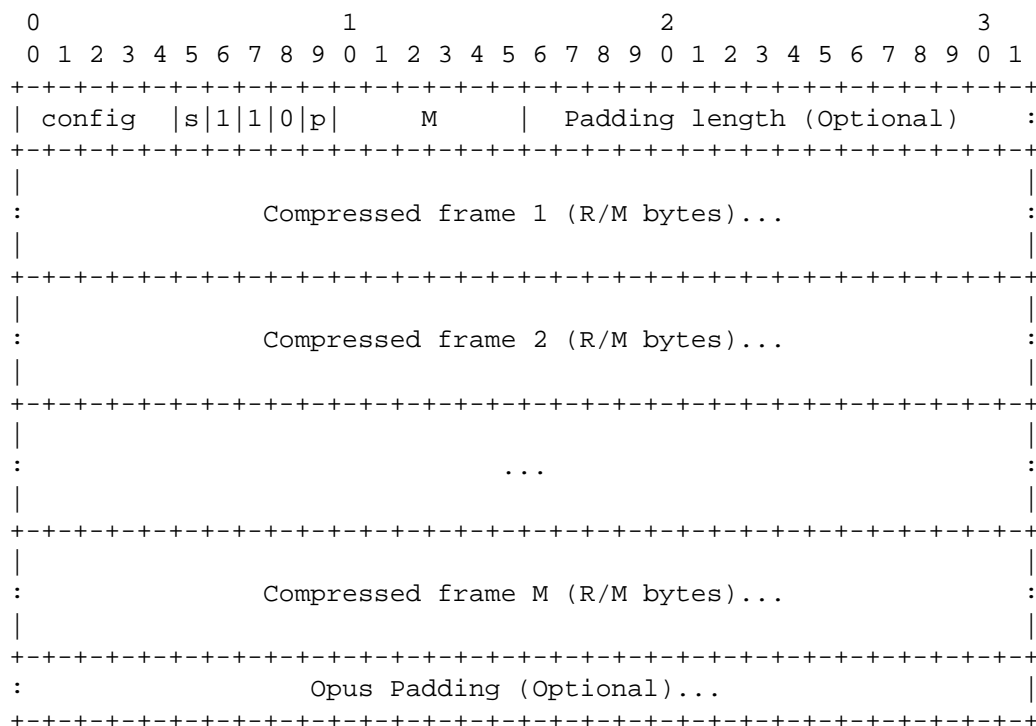 0                   1                   2                   3
 0 1 2 3 4 5 6 7 8 9 0 1 2 3 4 5 6 7 8 9 0 1 2 3 4 5 6 7 8 9 0 1
+-+-+-+-+-+-+-+-+-+-+-+-+-+-+-+-+-+-+-+-+-+-+-+-+-+-+-+-+-+-+-+-+
| config  |s|1|1|0|p|     M     |  Padding length (Optional)    :
+-+-+-+-+-+-+-+-+-+-+-+-+-+-+-+-+-+-+-+-+-+-+-+-+-+-+-+-+-+-+-+-+
|                                                               |
:               Compressed frame 1 (R/M bytes)...               :
|                                                               |
+-+-+-+-+-+-+-+-+-+-+-+-+-+-+-+-+-+-+-+-+-+-+-+-+-+-+-+-+-+-+-+-+
|                                                               |
:               Compressed frame 2 (R/M bytes)...               :
|                                                               |
+-+-+-+-+-+-+-+-+-+-+-+-+-+-+-+-+-+-+-+-+-+-+-+-+-+-+-+-+-+-+-+-+
|                                                               |
:                              ...                              :
|                                                               |
+-+-+-+-+-+-+-+-+-+-+-+-+-+-+-+-+-+-+-+-+-+-+-+-+-+-+-+-+-+-+-+-+
|                                                               |
:               Compressed frame M (R/M bytes)...               :
|                                                               |
+-+-+-+-+-+-+-+-+-+-+-+-+-+-+-+-+-+-+-+-+-+-+-+-+-+-+-+-+-+-+-+-+
:                  Opus Padding (Optional)...                   |
+-+-+-+-+-+-+-+-+-+-+-+-+-+-+-+-+-+-+-+-+-+-+-+-+-+-+-+-+-+-+-+-+